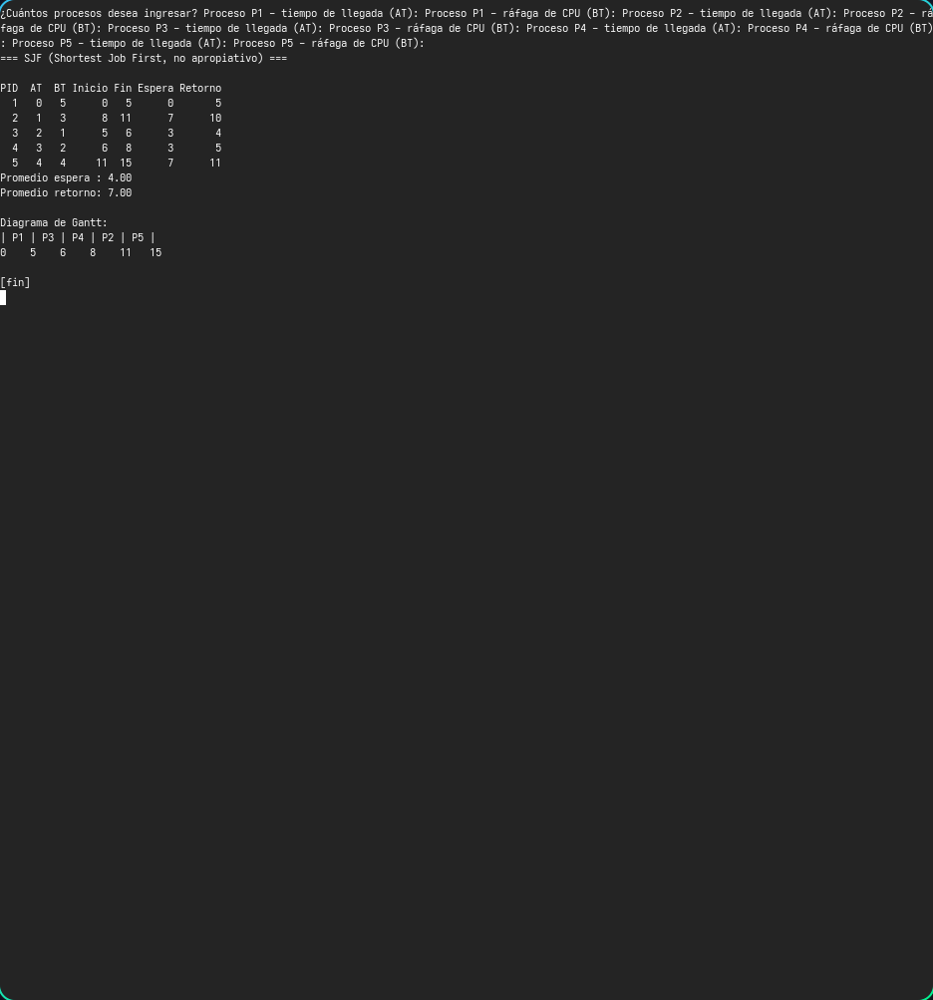 ¿Cuántos procesos desea ingresar? Proceso P1 - tiempo de llegada (AT): Proceso P1 - ráfaga de CPU (BT): Proceso P2 - tiempo de llegada (AT): Proceso P2 - rá
faga de CPU (BT): Proceso P3 - tiempo de llegada (AT): Proceso P3 - ráfaga de CPU (BT): Proceso P4 - tiempo de llegada (AT): Proceso P4 - ráfaga de CPU (BT)
: Proceso P5 - tiempo de llegada (AT): Proceso P5 - ráfaga de CPU (BT):
=== SJF (Shortest Job First, no apropiativo) ===
PID  AT  BT Inicio Fin Espera Retorno
  1   0   5      0   5      0       5
  2   1   3      8  11      7      10
  3   2   1      5   6      3       4
  4   3   2      6   8      3       5
  5   4   4     11  15      7      11
Promedio espera : 4.00
Promedio retorno: 7.00
Diagrama de Gantt:
| P1 | P3 | P4 | P2 | P5 |
0    5    6    8    11   15
[fin]